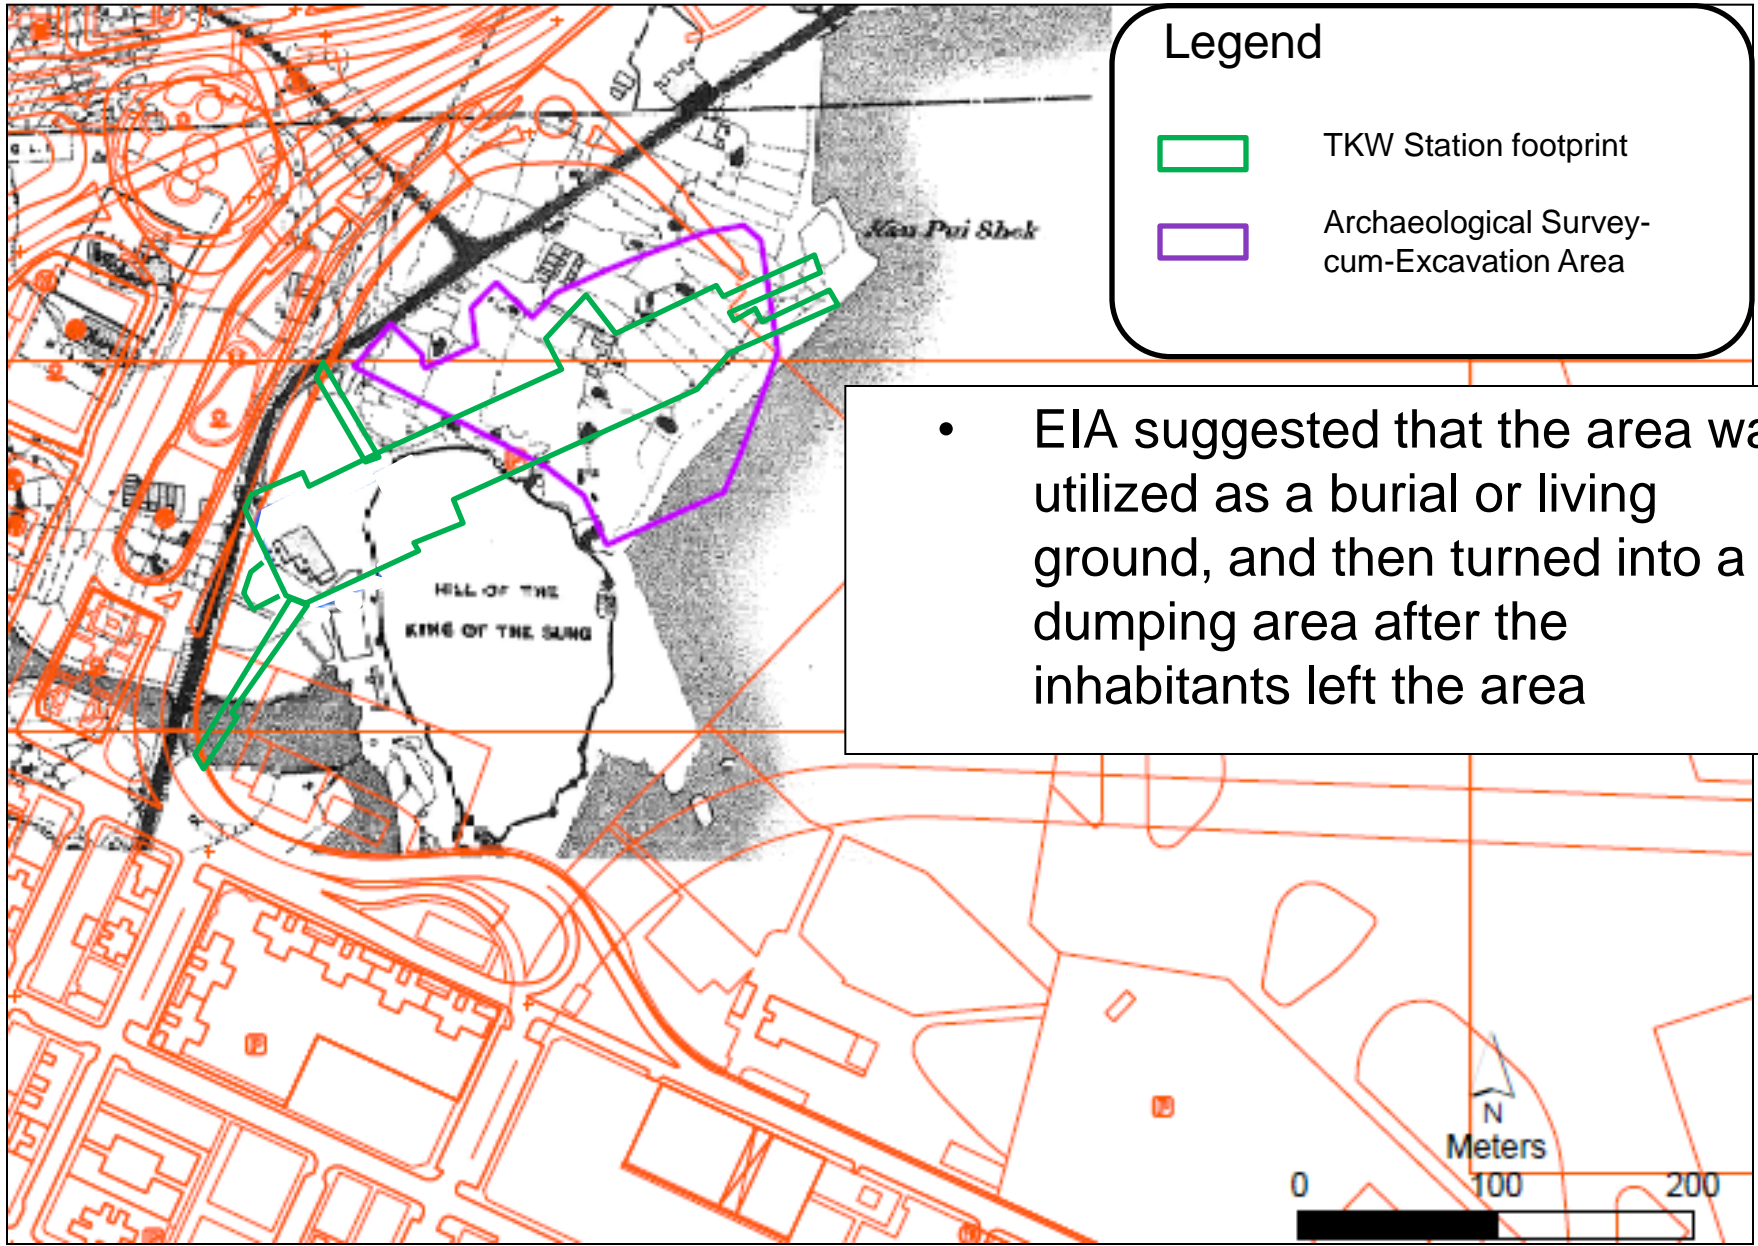 Legend
TKW Station footprint
Archaeological Survey-
cum-Excavation Area
Kau Pui Shek
• EIA suggested that the area wa
utilized as a burial or living
ground, and then turned into a
dumping area after the
inhabitants left the area
HILL OF THE
KING OF THE SUNG
N
Meters
0 100 200